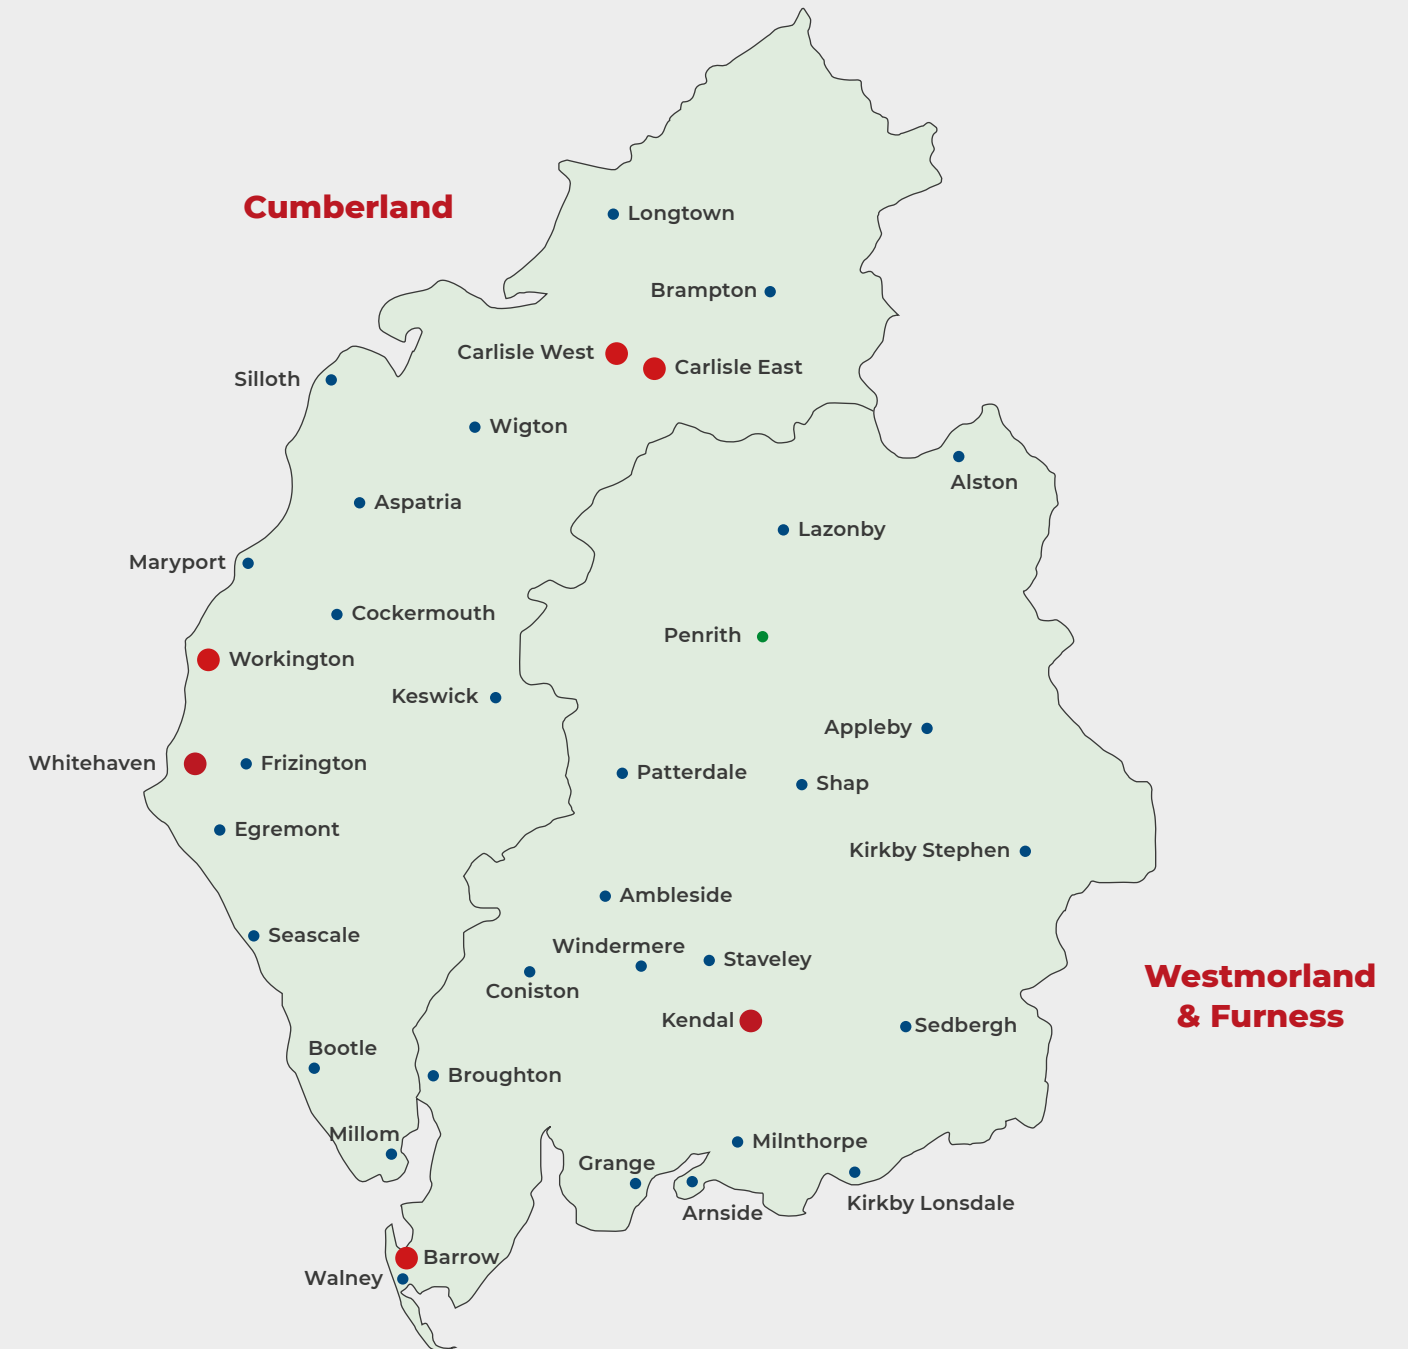 Cumberland
Longtown
Brampton
Carlisle West
Carlisle East
Silloth
Wigton
Alston
Aspatria
Lazonby
Maryport
Cockermouth
Penrith
Workington
Keswick
Appleby
Whitehaven
Frizington
Patterdale
Shap
Egremont
Kirkby Stephen
Ambleside
Seascale
Windermere
Staveley
Westmorland
& Furness
Coniston
Kendal
Sedbergh
Bootle
Broughton
Millom
Milnthorpe
Grange
Kirkby Lonsdale
Arnside
Barrow
Walney